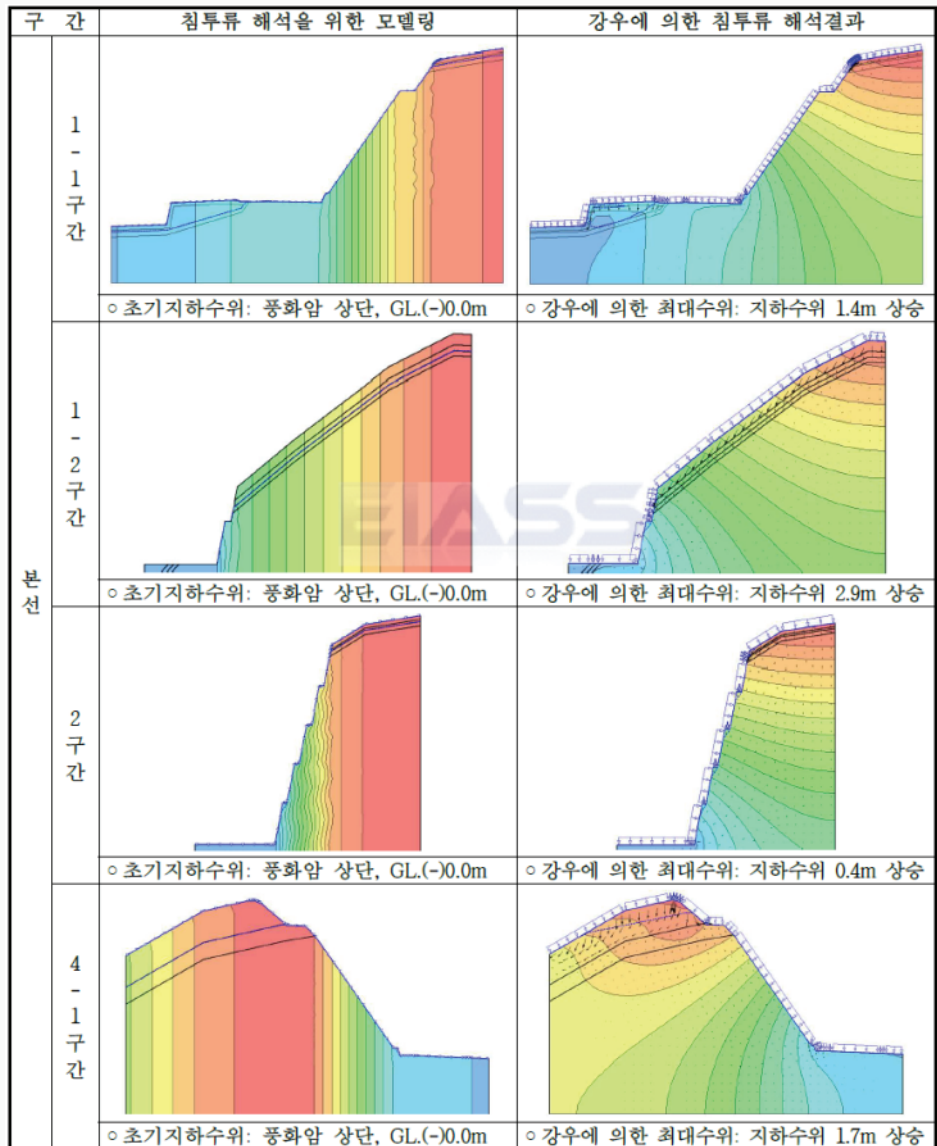 구 간 침투류 해석을 위한 모델링 강우에 의한 침투류 해석결과
본선
1-1구간
○ 초기지하수위: 풍화암 상단, GL.(-)0.0m ○ 강우에 의한 최대수위: 지하수위 1.4m 상승
1-2구간
EIASS
○ 초기지하수위: 풍화암 상단, GL.(-)0.0m ○ 강우에 의한 최대수위: 지하수위 2.9m 상승
2구간
○ 초기지하수위: 풍화암 상단, GL.(-)0.0m ○ 강우에 의한 최대수위: 지하수위 0.4m 상승
4-1구간
○ 초기지하수위: 풍화암 상단, GL.(-)0.0m ○ 강우에 의한 최대수위: 지하수위 1.7m 상승